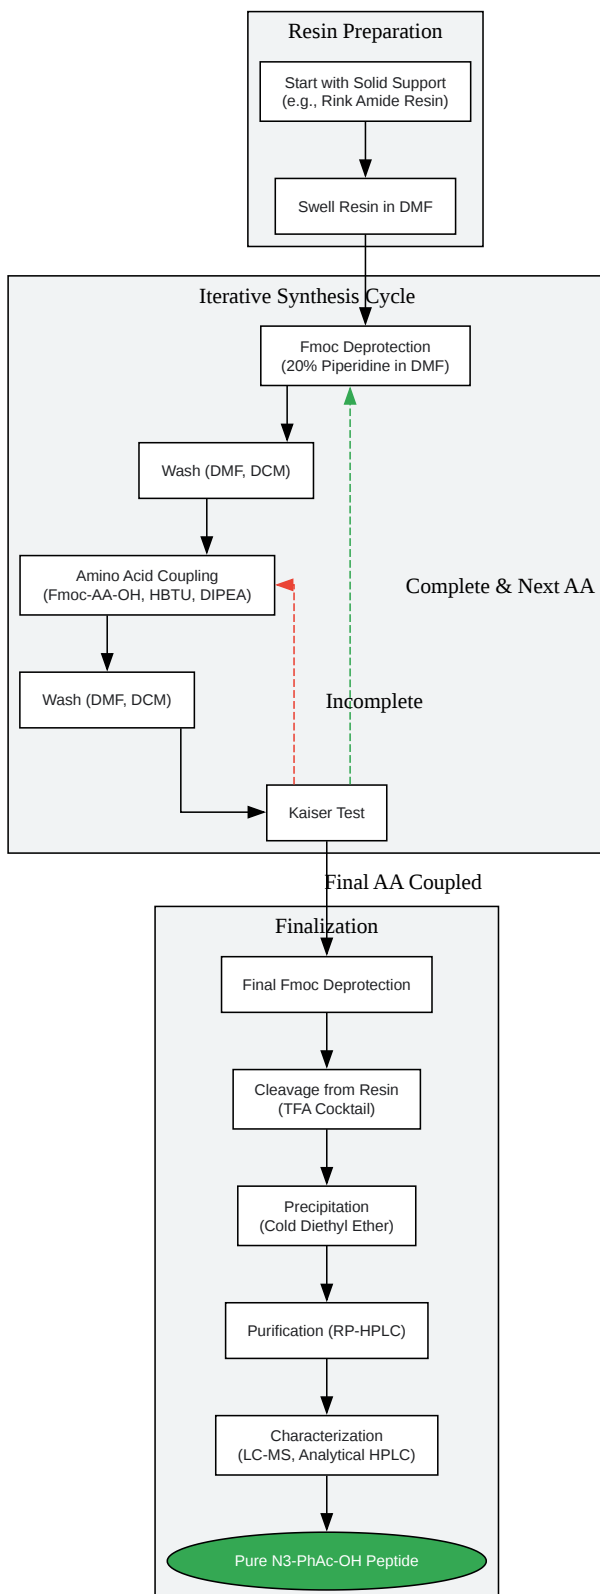 Resin Preparation
Start with Solid Support
(e.g., Rink Amide Resin)
Swell Resin in DMF
Iterative Synthesis Cycle
Fmoc Deprotection
(20% Piperidine in DMF)
Wash (DMF, DCM)
Amino Acid Coupling
(Fmoc-AA-OH, HBTU, DIPEA)
Complete & Next AA
Wash (DMF, DCM)
Incomplete
Kaiser Test
Final AA Coupled
Finalization
Final Fmoc Deprotection
Cleavage from Resin
(TFA Cocktail)
Precipitation
(Cold Diethyl Ether)
Purification (RP-HPLC)
Characterization
(LC-MS, Analytical HPLC)
Pure N3-PhAc-OH Peptide